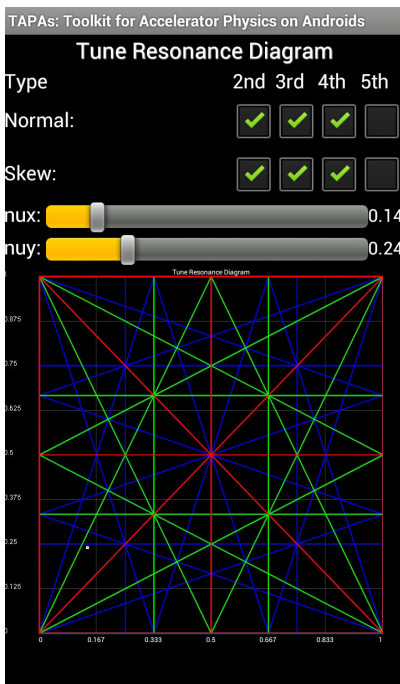 TAPAs: Toolkit for Accelerator Physics on Androids
Tune Resonance Diagram
Type 2nd 3rd 4th 5th
Normal:
Skew:
nux: 0.14
nuy: 0.24
Tune Resonance Diagram
1
0.875
0.75
0.625
0.5
0.375
0.25
0.125
0
0 0.167 0.333 0.5 0.667 0.833 1